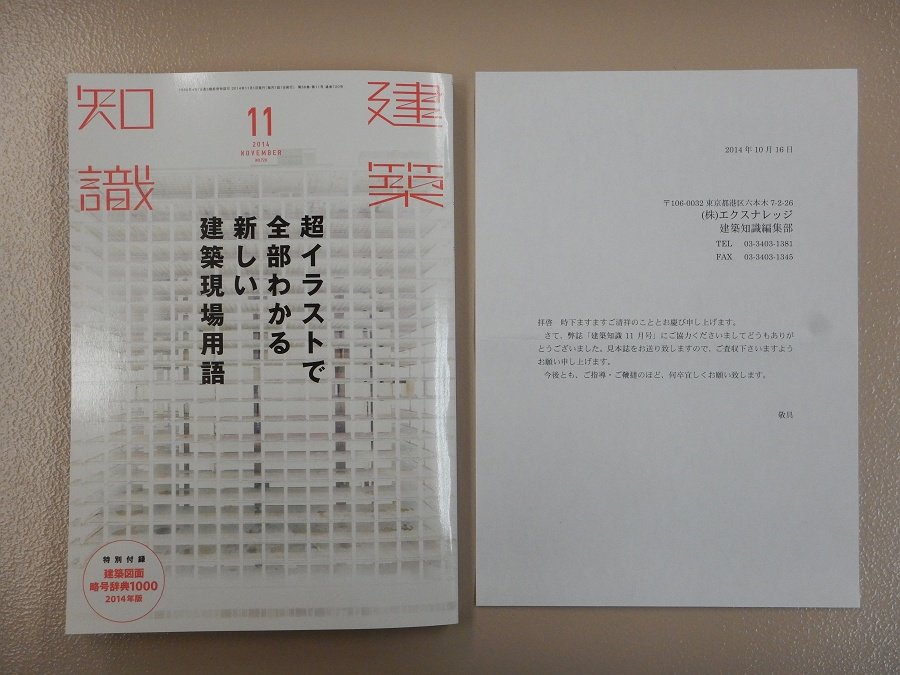 建築
知識
11
2014
NOVEMBER
超イラストで
全部わかる
新しい
建築現場用語
特別付録
建築図面
略号辞典1000
2014年版
2014 年 10 月 16 日
〒106-0032 東京都港区六本木 7-2-26
(株)エクスナレッジ
建築知識編集部
TEL 03-3403-1381
FAX 03-3403-1345
拝啓 時下ますますご清祥のこととお慶び申し上げます。
さて、弊誌「建築知識 11 月号」にご協力くださいましてどうもありが
とうございました。見本誌をお送り致しますので、ご査収下さいますよう
お願い申し上げます。
今後とも、ご指導・ご鞭撻のほど、何卒宜しくお願い致します。
敬具